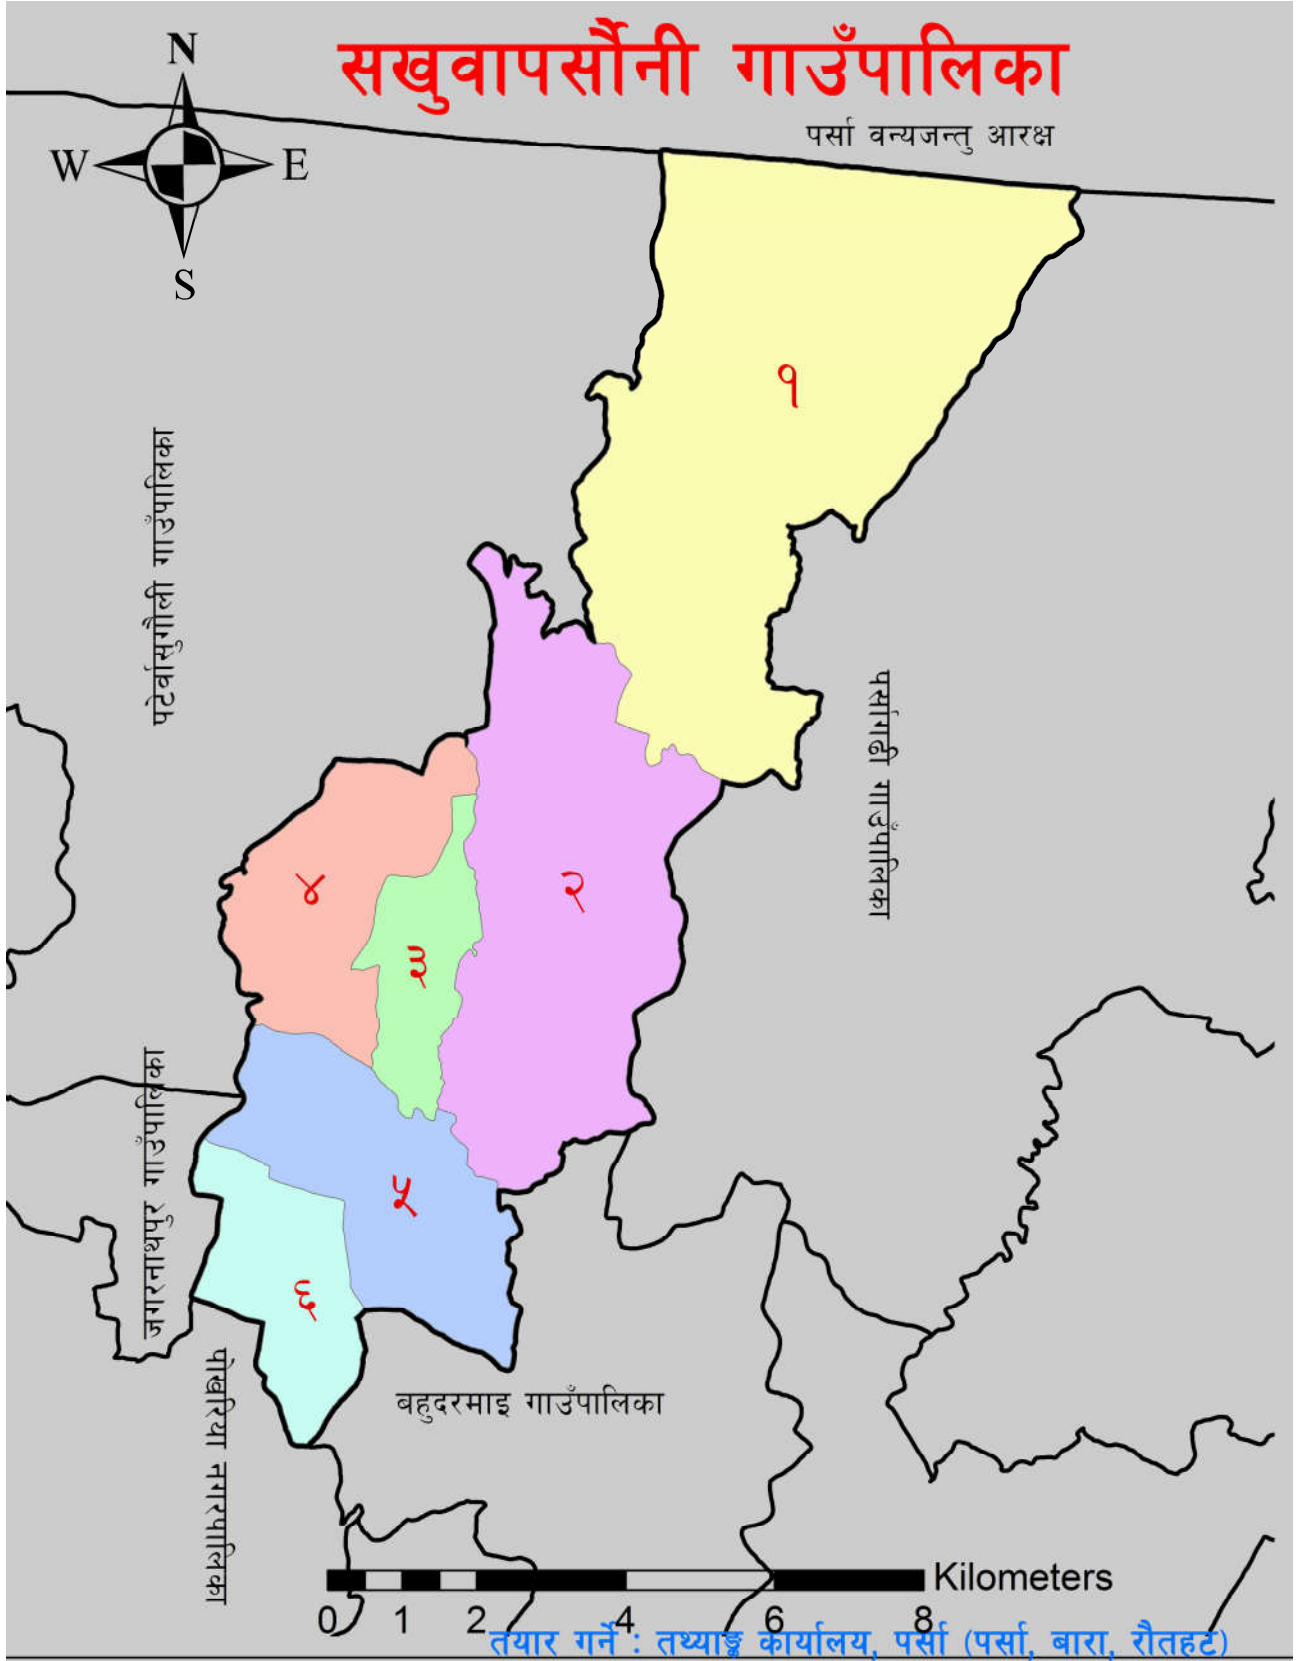 सखुवापर्सौनी गाउँपालिका
पर्सा वन्यजन्तु आरक्ष
N
W
E
S
१
पटेर्वासुगौली गाउँपालिका
पर्सागढी गाउँपालिका
४
२
३
जगरनाथपुर गाउँपालिका
५
६
पोखरिया नगरपालिका
बहुदरमाइ गाउँपालिका
Kilometers
0 1 2 4 6 8
तयार गर्ने : तथ्याङ्क कार्यालय, पर्सा (पर्सा, बारा, रौतहट)